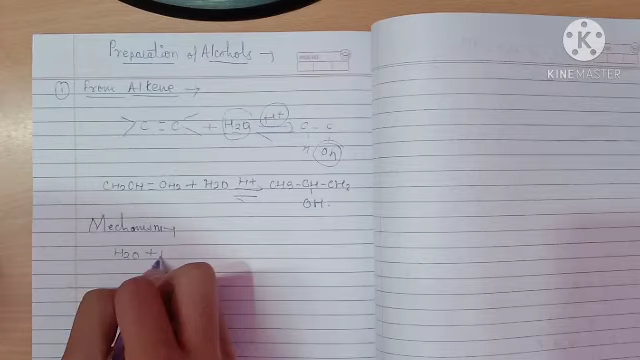 Preparation of Alcohols →
① From Alkene →
>C = C< + H2O H+ C - C
H OH
CH3CH=CH2 + H2O H+ CH3-CH-CH3
OH.
Mechanism →
H2O +
K
KINEMASTER